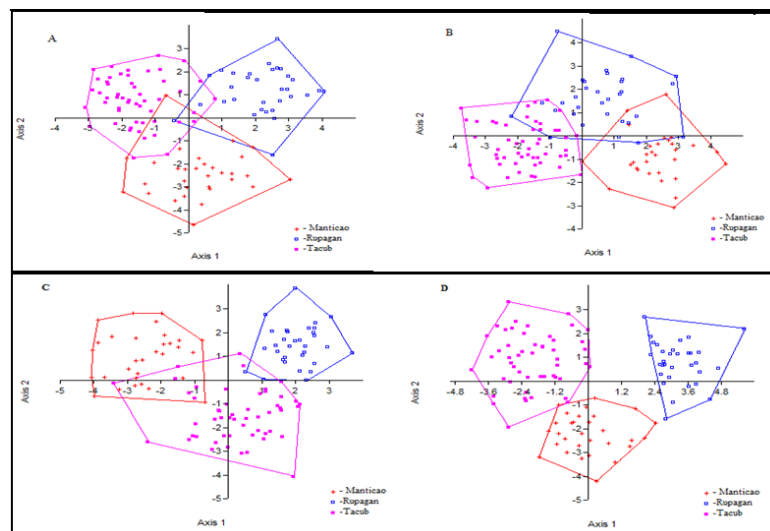 A
3
2
1
-4 -3 -2 -1 0 1 2 3 4
-1
-2
-3
-4
-5
Axis 2
Axis 1
- Manticao
-Rupagan
-Tacub
B
4
3
2
1
-4 -3 -2 -1 0 1 2 3 4
-1
-2
-3
-4
Axis 2
Axis 1
- Manticao
-Rupagan
-Tacub
C
3
2
1
-4 -3 -2 -1 0 1 2 3
-1
-2
-3
-4
-5
Axis 2
Axis 1
- Manticao
-Rupagan
-Tacub
D
3
2
1
-4.8 -3.6 -2.4 -1.2 0 1.2 2.4 3.6 4.8
-1
-2
-3
-4
-5
Axis 2
Axis 1
- Manticao
-Rupagan
-Tacub